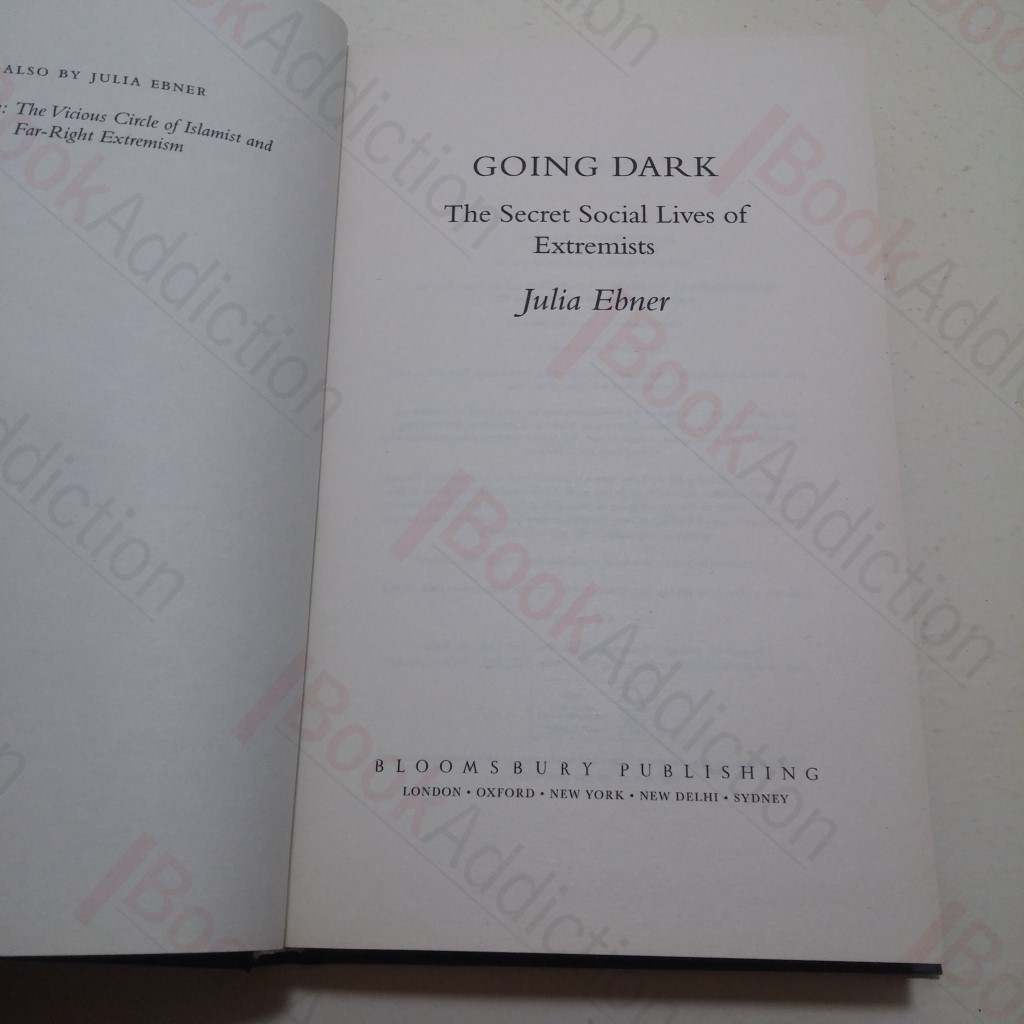 ALSO BY JULIA EBNER
The Vicious Circle of Islamist and
Far-Right Extremism
GOING DARK
The Secret Social Lives of
Extremists
Julia Ebner
BLOOMSBURY PUBLISHING
LONDON • OXFORD • NEW YORK • NEW DELHI • SYDNEY
BookAddiction